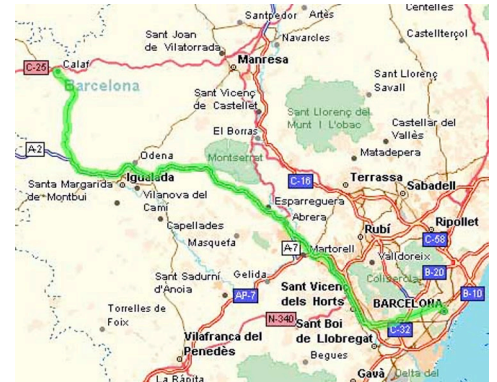 Santpedor
Artés
Centelles
Sant Joan
de Vilatorrada
Navarcles
Castellterçol
C-25
Calaf
Manresa
Barcelona
Sant Llorenç
Savall
Sant Vicenç
de Castellet
Sant Llorenç del
Munt I L'obac
Castellar del
Vallès
El Borras
A-2
Odena
Montserrat
Matadepera
Igualada
C-16
Terrassa
Sabadell
Santa Margarida
de Montbui
Vilanova del
Camí
Esparreguera
Abrera
Capellades
Rubí
Ripollet
C-58
Masquefa
A-7
Martorell
Valldoreix
B-20
Sant Sadurní
d'Anoia
Gelida
Collserola
B-10
AP-7
Sant Vicenç
dels Horts
BARCELONA
Torrelles de
Foix
N-340
Sant Boi
de Llobregat
C-32
Vilafranca del
Penedès
Begues
La Ràpita
Gavà
Delta del